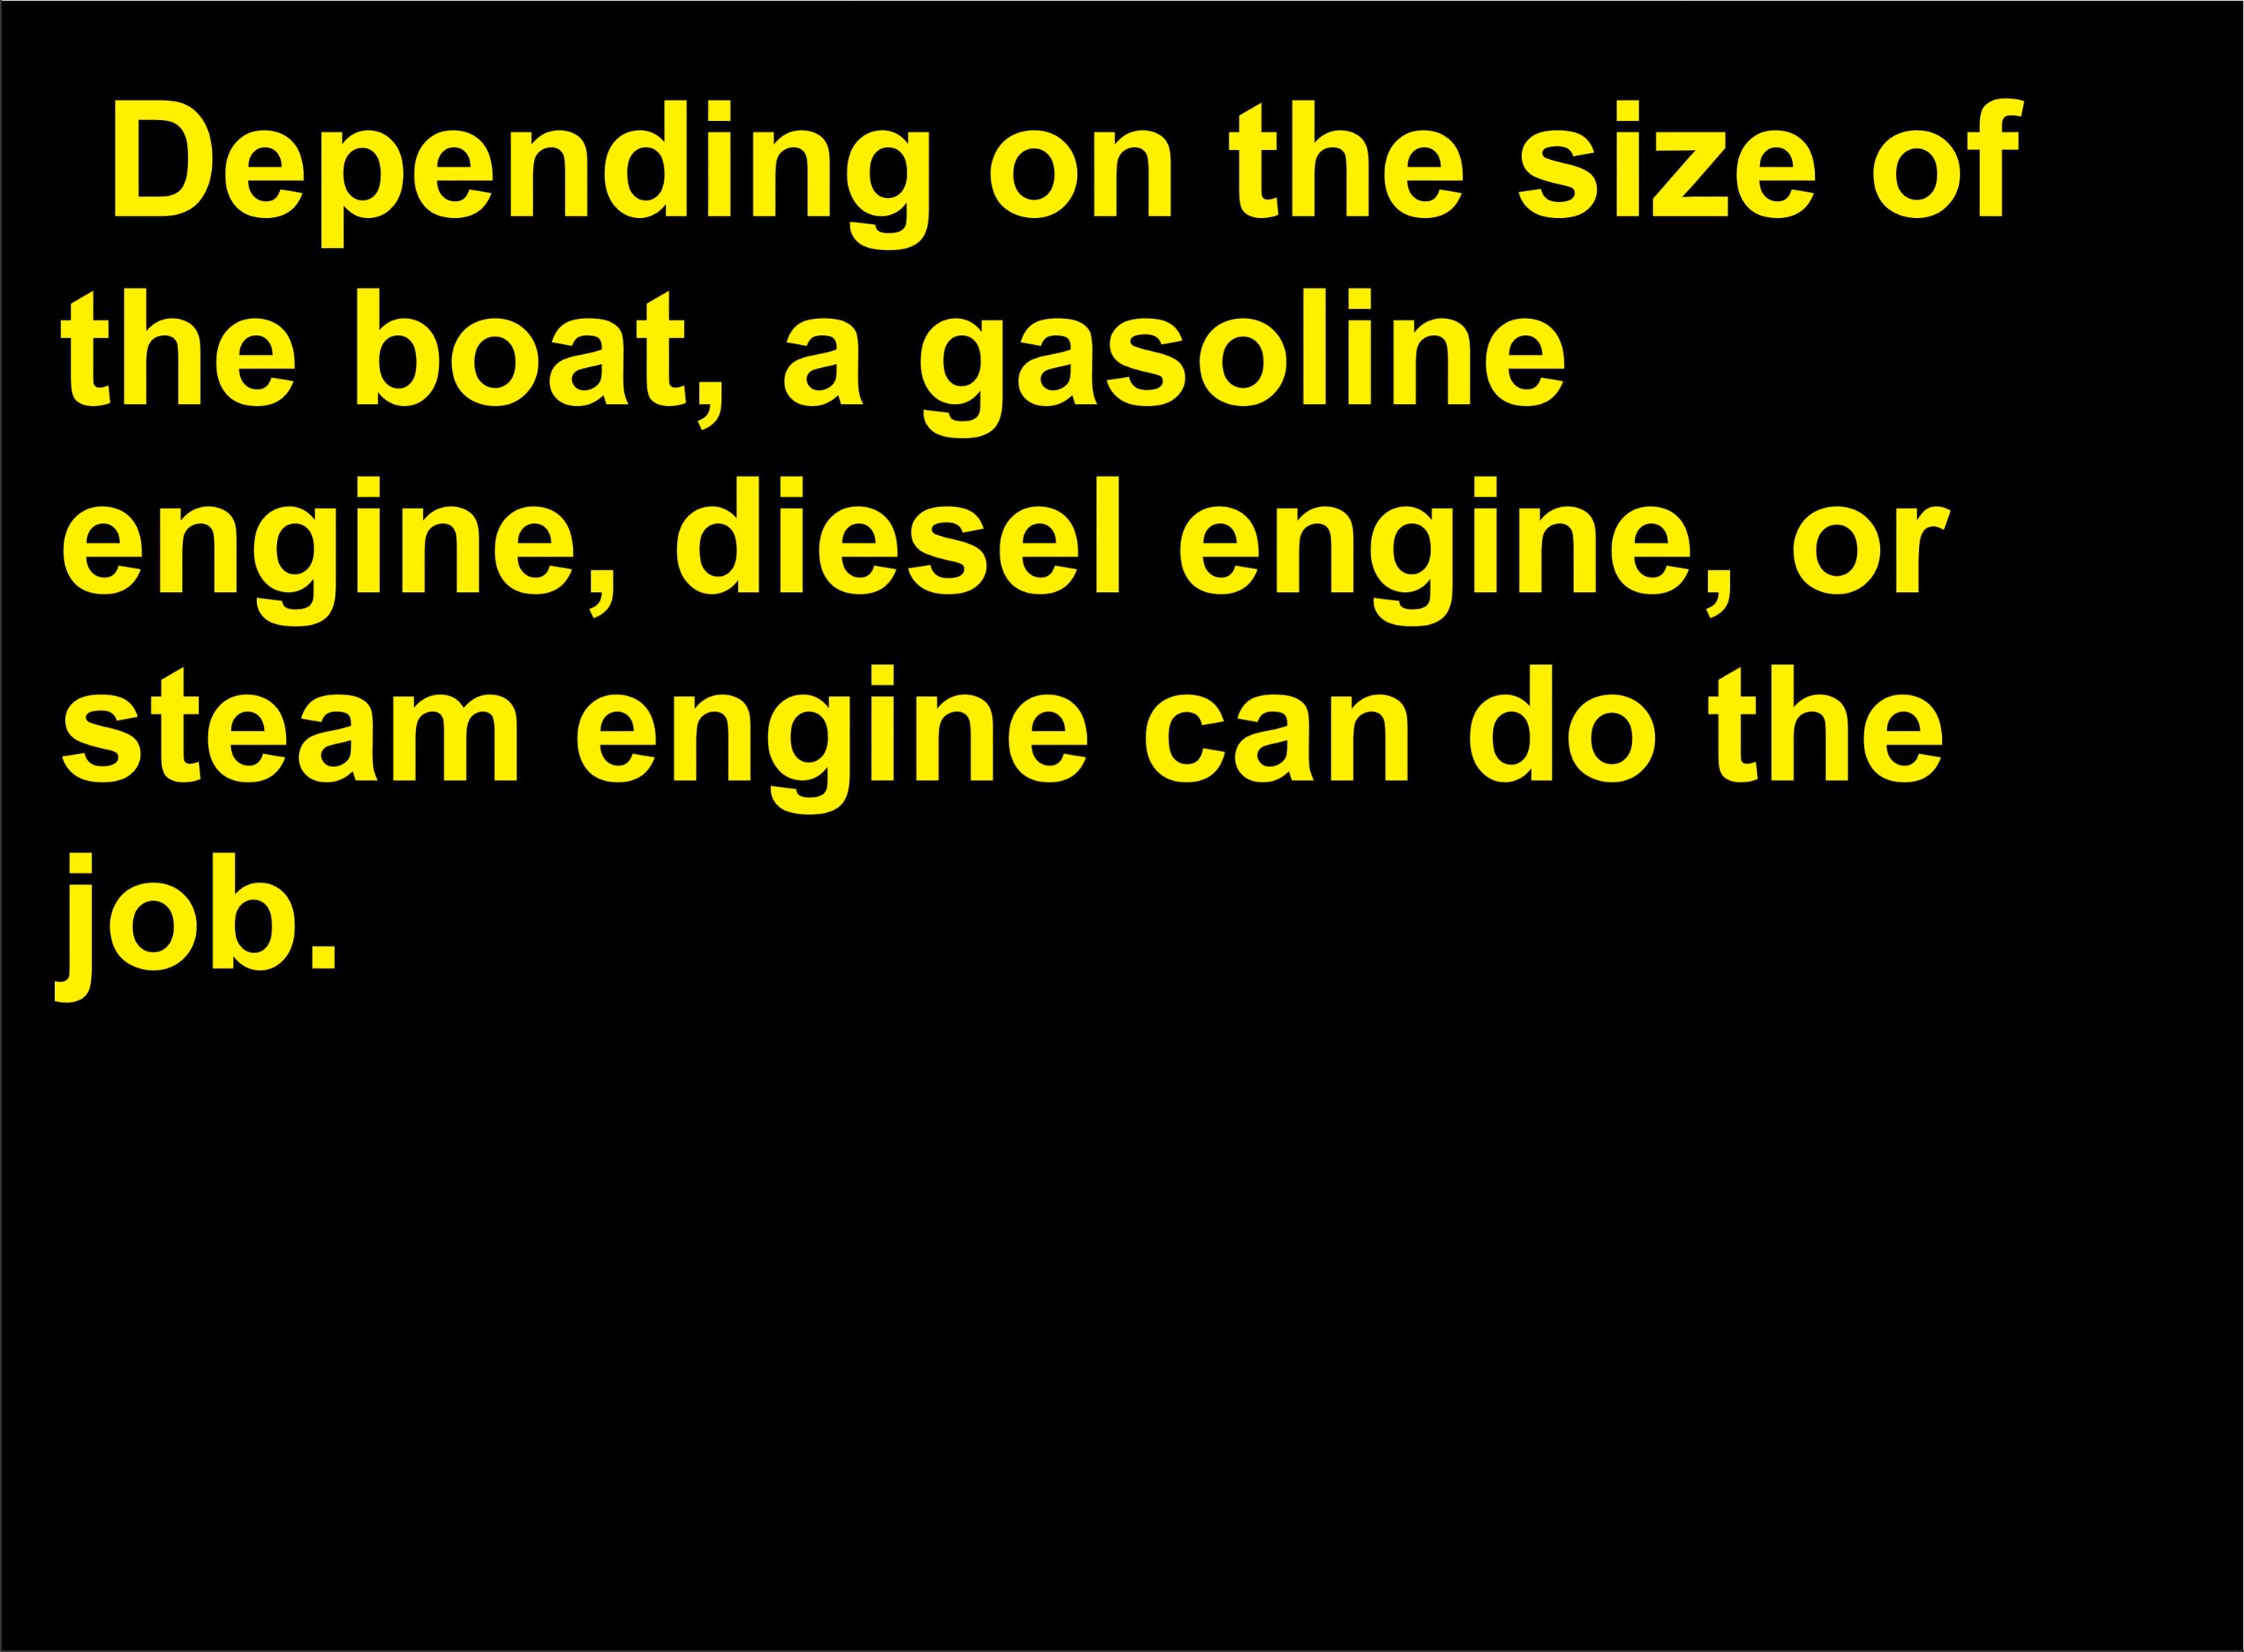 Depending on the size of
the boat, a gasoline
engine, diesel engine, or
steam engine can do the
job.